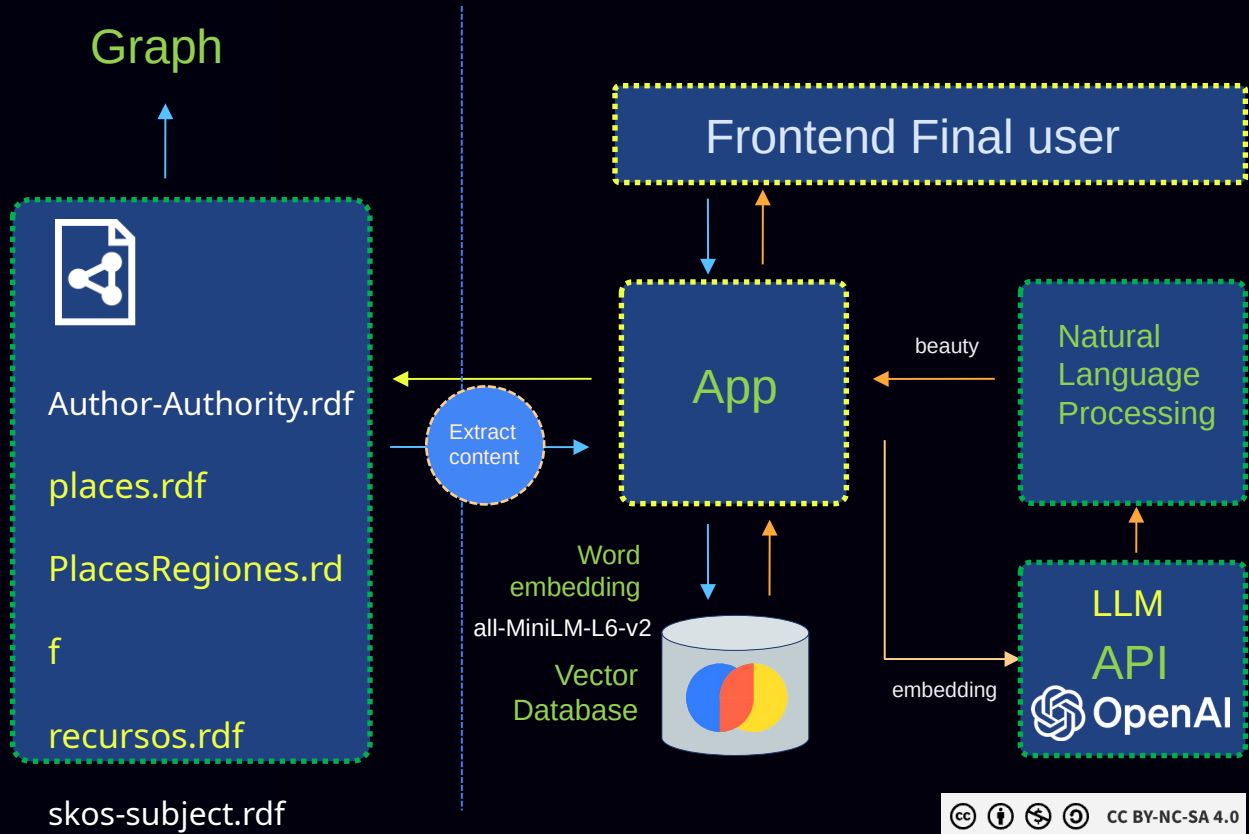 Graph
Author-Authority.rdf
places.rdf
PlacesRegiones.rd
f
recursos.rdf
skos-subject.rdf
Extract
content
Frontend Final user
App
beauty
Natural
Language
Processing
Word
embedding
all-MiniLM-L6-v2
Vector
Database
embedding
LLM
API
OpenAI
cc
CC BY-NC-SA 4.0